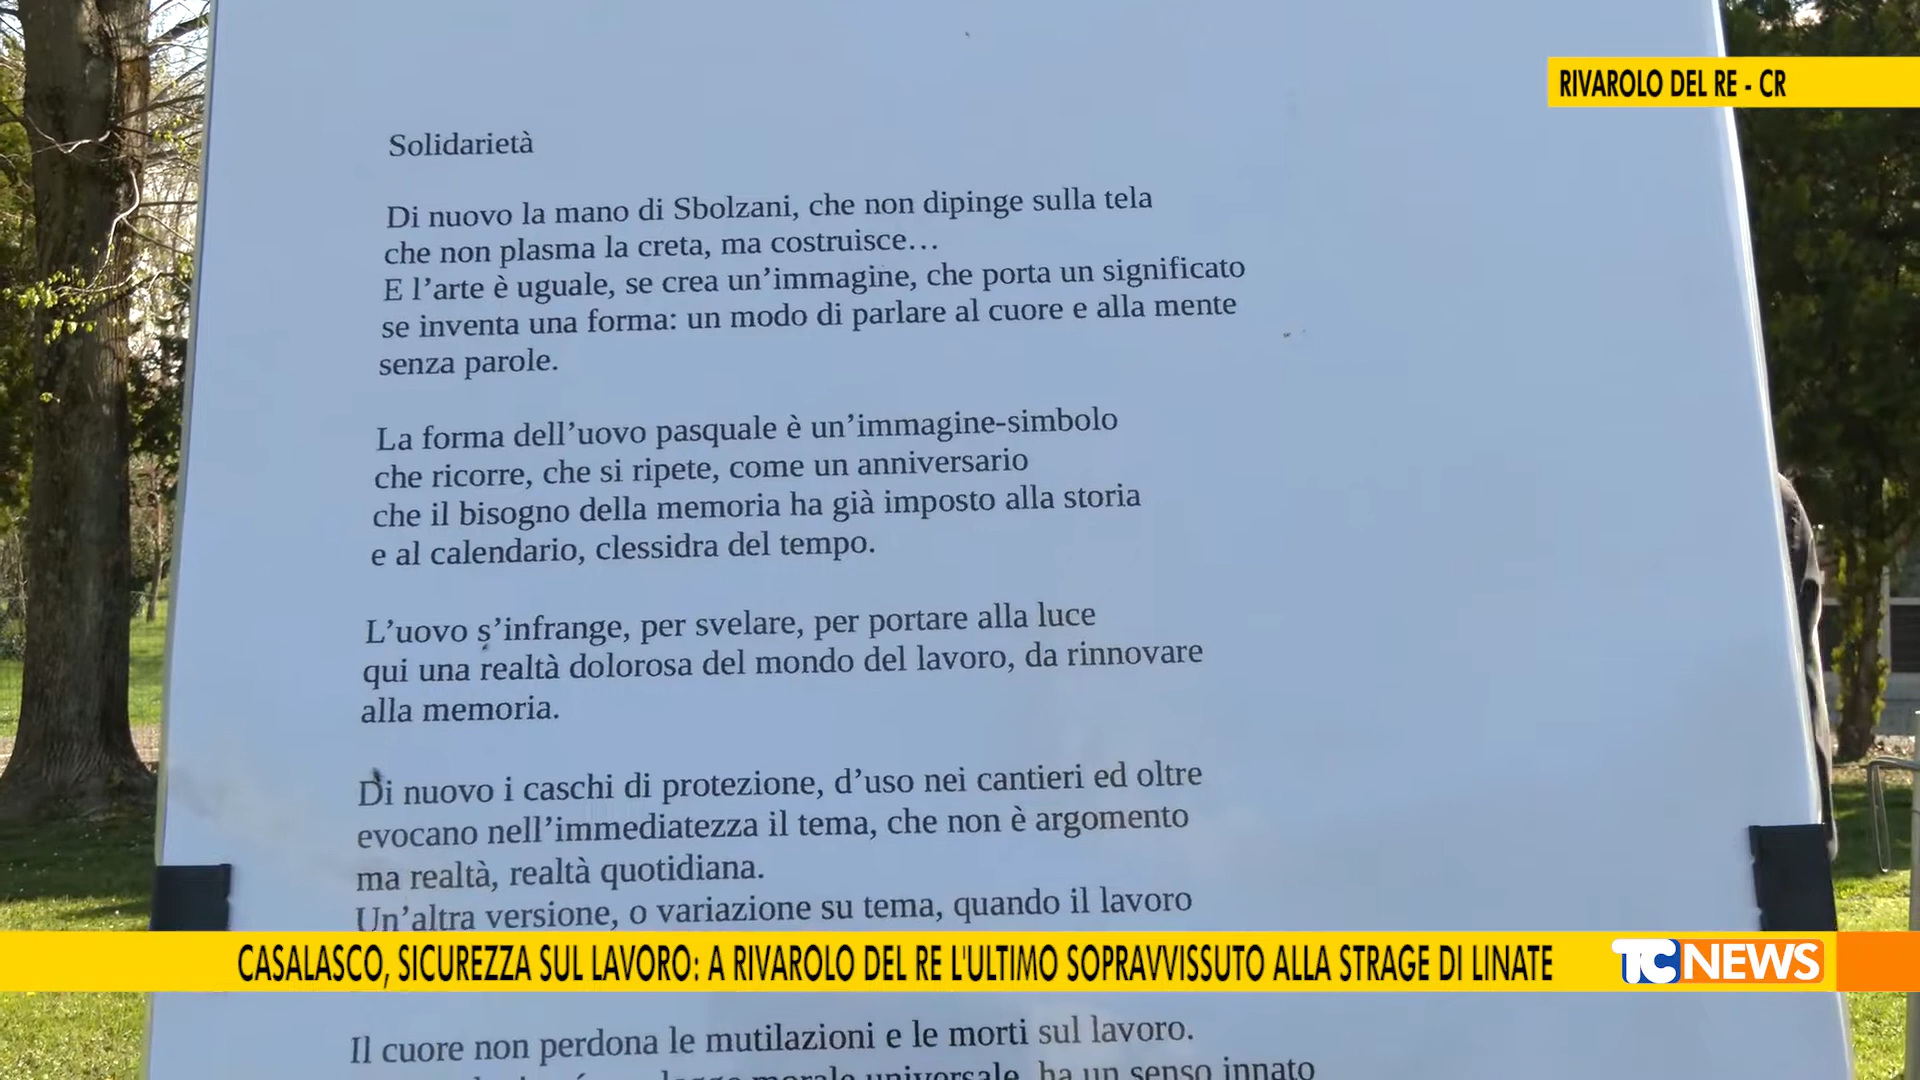 RIVAROLO DEL RE - CR
Solidarietà
Di nuovo la mano di Sbolzani, che non dipinge sulla tela
che non plasma la creta, ma costruisce…
E l’arte è uguale, se crea un’immagine, che porta un significato
se inventa una forma: un modo di parlare al cuore e alla mente
senza parole.
La forma dell’uovo pasquale è un’immagine-simbolo
che ricorre, che si ripete, come un anniversario
che il bisogno della memoria ha già imposto alla storia
e al calendario, clessidra del tempo.
L’uovo s’infrange, per svelare, per portare alla luce
qui una realtà dolorosa del mondo del lavoro, da rinnovare
alla memoria.
Di nuovo i caschi di protezione, d’uso nei cantieri ed oltre
evocano nell’immediatezza il tema, che non è argomento
ma realtà, realtà quotidiana.
Un’altra versione, o variazione su tema, quando il lavoro
CASALASCO, SICUREZZA SUL LAVORO: A RIVAROLO DEL RE L'ULTIMO SOPRAVVISSUTO ALLA STRAGE DI LINATE
TC NEWS
Il cuore non perdona le mutilazioni e le morti sul lavoro.
morale universale, ha un senso innato